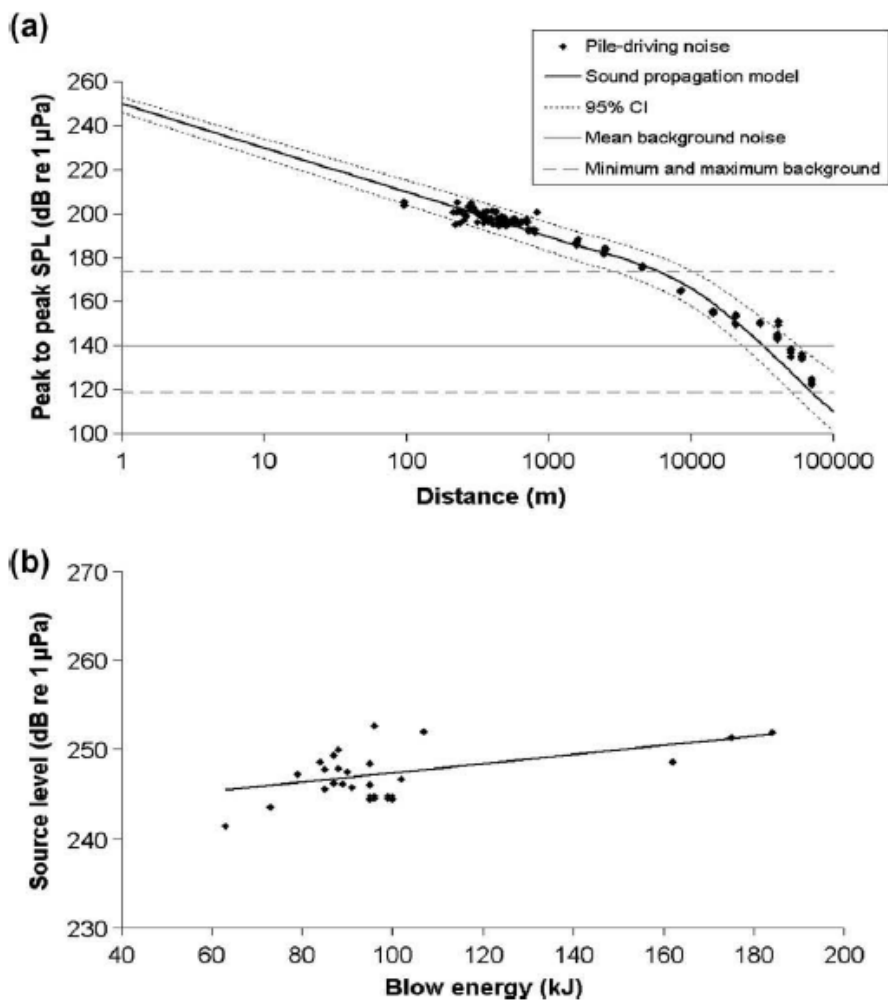 (a)
Pile-driving noise
Sound propagation model
95% CI
Mean background noise
Minimum and maximum background
260
240
220
200
180
160
140
120
100
Peak to peak SPL (dB re 1 µPa)
1 10 100 1000 10000 100000
Distance (m)
(b)
270
260
250
240
230
Source level (dB re 1 µPa)
40 60 80 100 120 140 160 180 200
Blow energy (kJ)